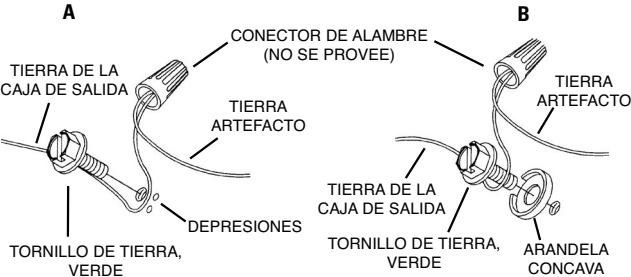 A
B
CONECTOR DE ALAMBRE
(NO SE PROVEE)
TIERRA DE LA
CAJA DE SALIDA
TIERRA
ARTEFACTO
DEPRESIONES
TORNILLO DE TIERRA,
VERDE
TIERRA
ARTEFACTO
TIERRA DE LA
CAJA DE SALIDA
TORNILLO DE TIERRA,
VERDE
ARANDELA
CONCAVA